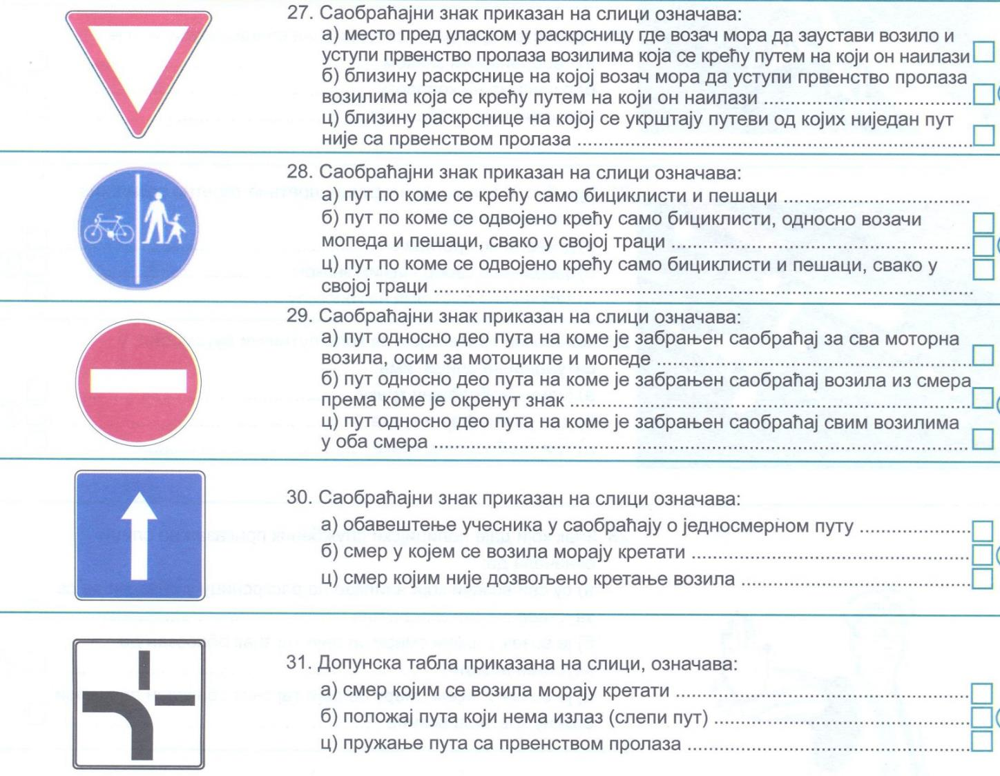 27. Саобраћајни знак приказан на слици означава:
а) место пред уласком у раскрсницу где возач мора да заустави возило и
уступи првенство пролаза возилима која се крећу путем на који он наилази
б) близину раскрснице на којој возач мора да уступи првенство пролаза
возилима која се крећу путем на који он наилази
ц) близину раскрснице на којој се укрштају путеви од којих ниједан пут
није са првенством пролаза
28. Саобраћајни знак приказан на слици означава:
а) пут по коме се крећу само бициклисти и пешаци
б) пут по коме се одвојено крећу само бициклисти, односно возачи
мопеда и пешаци, свако у својој траци
ц) пут по коме се одвојено крећу само бициклисти и пешаци, свако у
својој траци
29. Саобраћајни знак приказан на слици означава:
а) пут односно део пута на коме је забрањен саобраћај за сва моторна
возила, осим за мотоцикле и мопеде
б) пут односно део пута на коме је забрањен саобраћај возила из смера
према коме је окренут знак
ц) пут односно део пута на коме је забрањен саобраћај свим возилима
у оба смера
30. Саобраћајни знак приказан на слици означава:
а) обавештење учесника у саобраћају о једносмерном путу
б) смер у којем се возила морају кретати
ц) смер којим није дозвољено кретање возила
31. Допунска табла приказана на слици, означава:
а) смер којим се возила морају кретати
б) положај пута који нема излаз (слепи пут)
ц) пружање пута са првенством пролаза